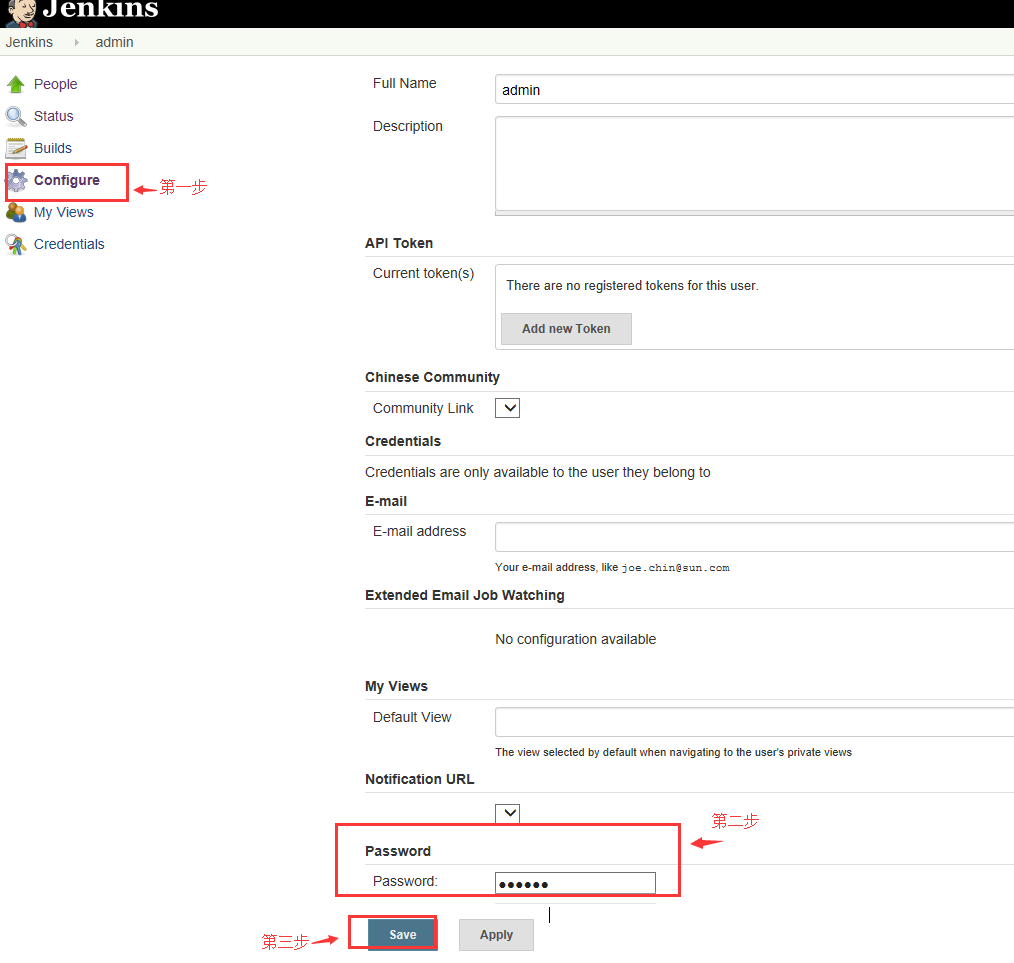 Jenkins
Jenkins admin
People
Status
Builds
Configure
第一步
My Views
Credentials
Full Name
admin
Description
API Token
Current token(s)
There are no registered tokens for this user.
Add new Token
Chinese Community
Community Link
Credentials
Credentials are only available to the user they belong to
E-mail
E-mail address
Your e-mail address, like joe.chin@sun.com
Extended Email Job Watching
No configuration available
My Views
Default View
The view selected by default when navigating to the user's private views
Notification URL
第二步
Password
Password:
••••••
第三步
Save
Apply